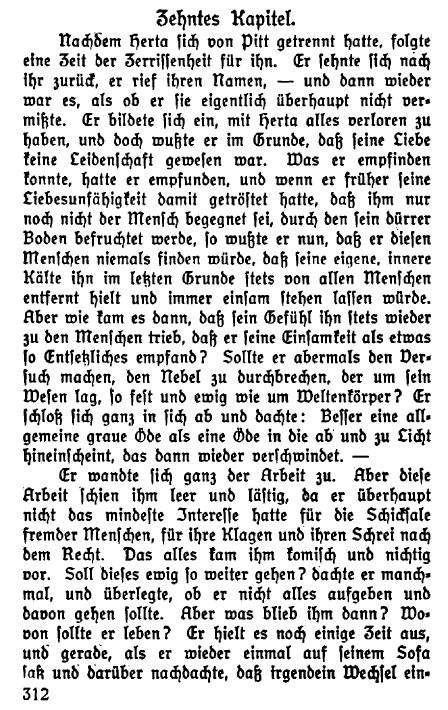 Zehntes Kapitel.
Nachdem Herta sich von Pitt getrennt hatte, folgte
eine Zeit der Zerrissenheit für ihn. Er sehnte sich nach
ihr zurück, er rief ihren Namen, — und dann wieder
war es, als ob er sie eigentlich überhaupt nicht ver-
mißte. Er bildete sich ein, mit Herta alles verloren zu
haben, und doch wußte er im Grunde, daß seine Liebe
keine Leidenschaft gewesen war. Was er empfinden
konnte, hatte er empfunden, und wenn er früher seine
Liebesunfähigkeit damit getröstet hatte, daß ihm nur
noch nicht der Mensch begegnet sei, durch den sein dürrer
Boden befruchtet werde, so wußte er nun, daß er diesen
Menschen niemals finden würde, daß seine eigene, innere
Kälte ihn im letzten Grunde stets von allen Menschen
entfernt hielt und immer einsam stehen lassen würde.
Aber wie kam es dann, daß sein Gefühl ihn stets wieder
zu den Menschen trieb, daß er seine Einsamkeit als etwas
so Entsetzliches empfand? Sollte er abermals den Ver-
such machen, den Nebel zu durchbrechen, der um sein
Wesen lag, so fest und ewig wie um Weltenkörper? Er
schloß sich ganz in sich ab und dachte: Besser eine all-
gemeine graue Öde als eine Öde in die ab und zu Licht
hineinscheint, das dann wieder verschwindet. —
Er wandte sich ganz der Arbeit zu. Aber diese
Arbeit schien ihm leer und lästig, da er überhaupt
nicht das mindeste Interesse hatte für die Schicksale
fremder Menschen, für ihre Klagen und ihren Schrei nach
dem Recht. Das alles kam ihm komisch und nichtig
vor. Soll dieses ewig so weiter gehen? dachte er manch-
mal, und überlegte, ob er nicht alles aufgeben und
davon gehen sollte. Aber was blieb ihm dann? Wo-
von sollte er leben? Er hielt es noch einige Zeit aus,
und gerade, als er wieder einmal auf seinem Sofa
saß und darüber nachdachte, daß irgendein Wechsel ein-
312